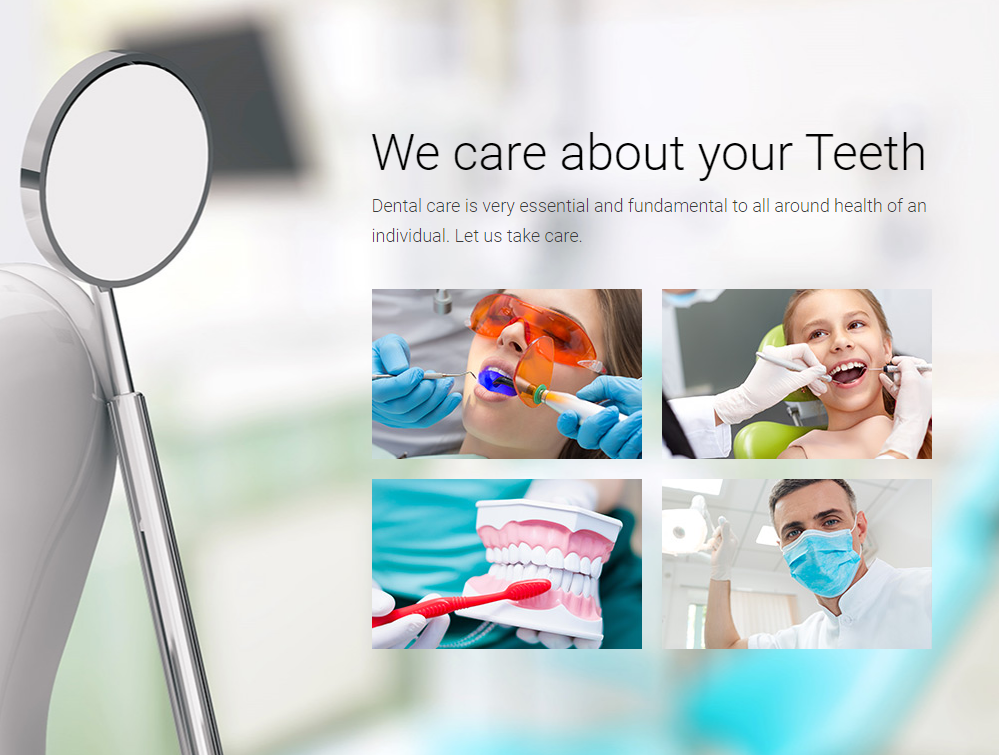 We care about your Teeth
Dental care is very essential and fundamental to all around health of an
individual. Let us take care.